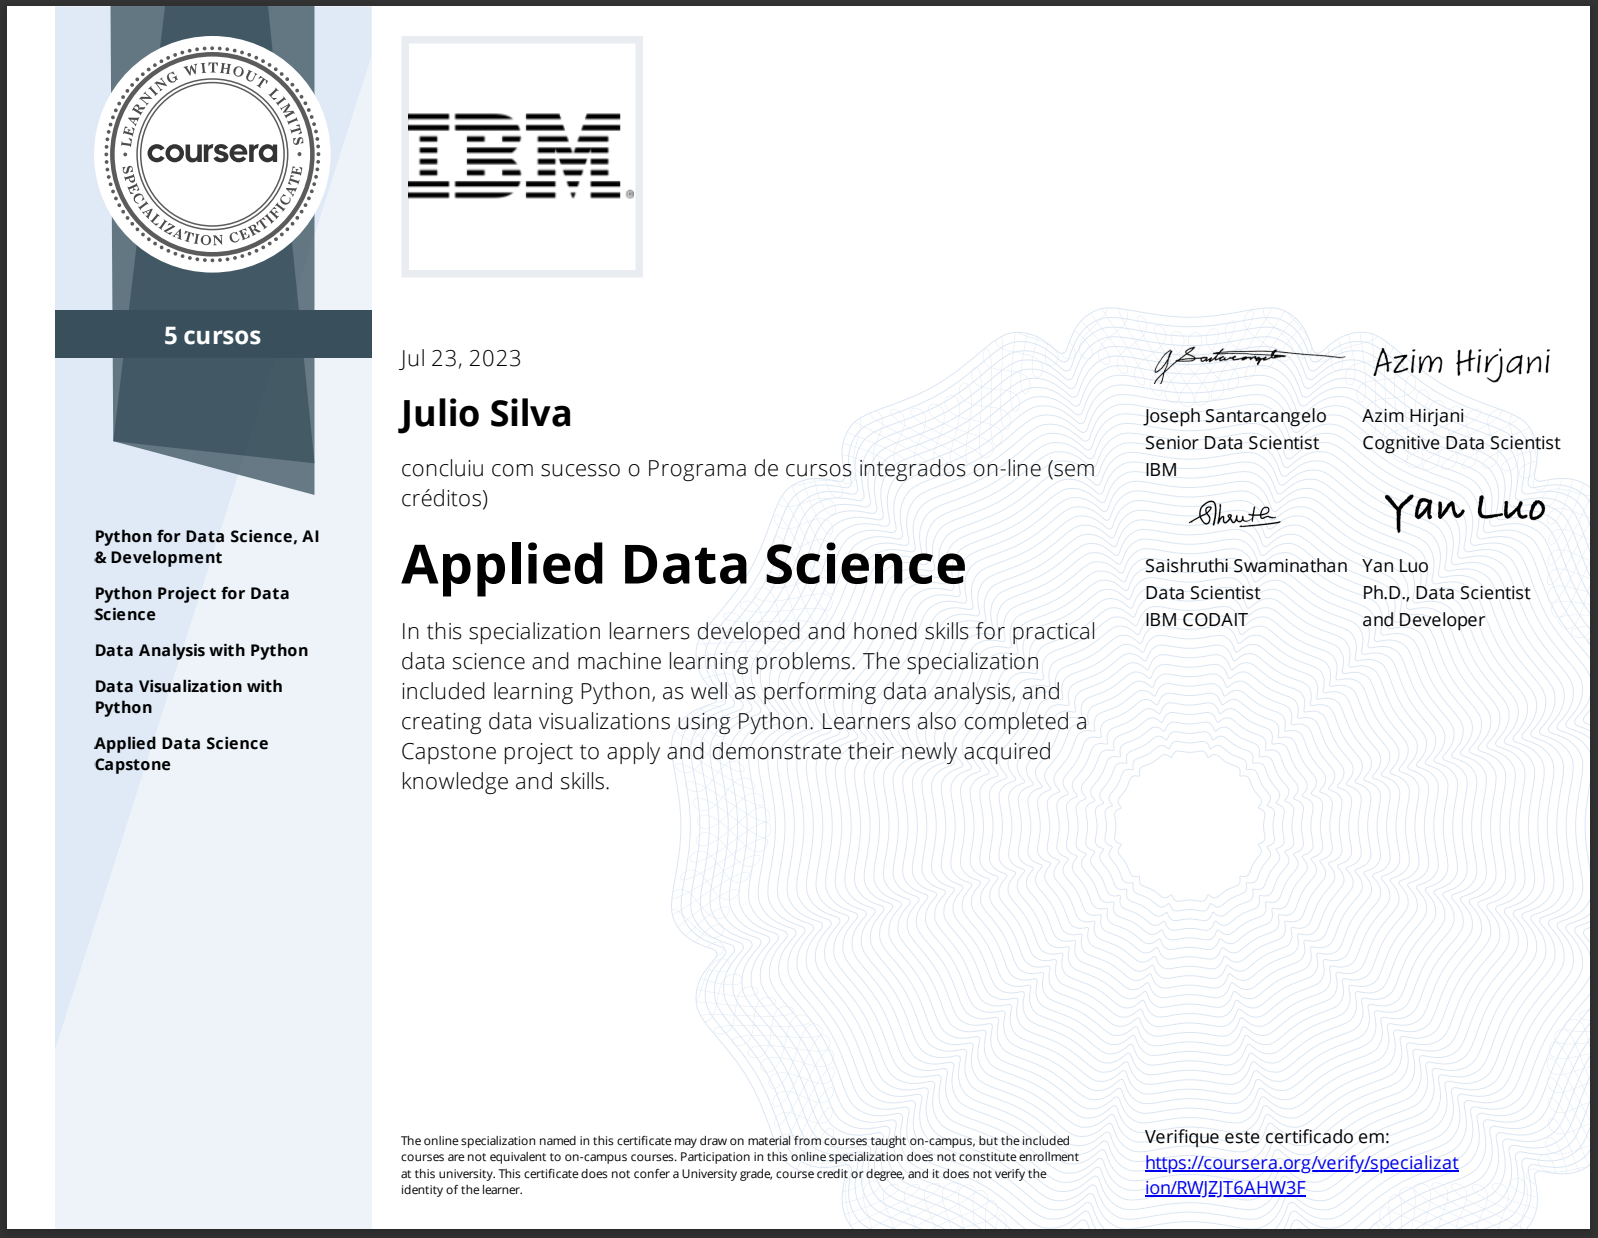 LEARNING WITHOUT LIMITS
coursera
SPECIALIZATION CERTIFICATE
5 cursos
Python for Data Science, AI
& Development
Python Project for Data
Science
Data Analysis with Python
Data Visualization with
Python
Applied Data Science
Capstone
IBM®
Jul 23, 2023
Julio Silva
concluiu com sucesso o Programa de cursos integrados on-line (sem
créditos)
Applied Data Science
In this specialization learners developed and honed skills for practical
data science and machine learning problems. The specialization
included learning Python, as well as performing data analysis, and
creating data visualizations using Python. Learners also completed a
Capstone project to apply and demonstrate their newly acquired
knowledge and skills.
J Santarcangelo
Joseph Santarcangelo
Senior Data Scientist
IBM
Azim Hirjani
Azim Hirjani
Cognitive Data Scientist
Shruthi
Saishruthi Swaminathan
Data Scientist
IBM CODAIT
Yan Luo
Yan Luo
Ph.D., Data Scientist
and Developer
The online specialization named in this certificate may draw on material from courses taught on-campus, but the included
courses are not equivalent to on-campus courses. Participation in this online specialization does not constitute enrollment
at this university. This certificate does not confer a University grade, course credit or degree, and it does not verify the
identity of the learner.
Verifique este certificado em:
https://coursera.org/verify/specializat
ion/RWJZJT6AHW3F